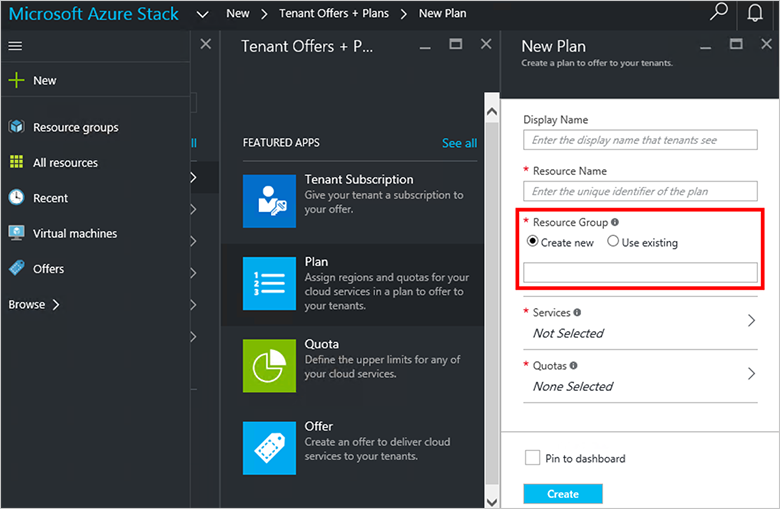 Microsoft Azure Stack
New
Tenant Offers + Plans
New Plan
New
Resource groups
All resources
Recent
Virtual machines
Offers
Browse
ll
Tenant Offers + P...
FEATURED APPS
See all
Tenant Subscription
Give your tenant a subscription to
your offer.
1
2
3
Plan
Assign regions and quotas for your
cloud services in a plan to offer to
your tenants.
Quota
Define the upper limits for any of
your cloud services.
Offer
Create an offer to deliver cloud
services to your tenants.
New Plan
Create a plan to offer to your tenants.
Display Name
Enter the display name that tenants see
* Resource Name
Enter the unique identifier of the plan
* Resource Group
Create new
Use existing
* Services
Not Selected
* Quotas
None Selected
Pin to dashboard
Create